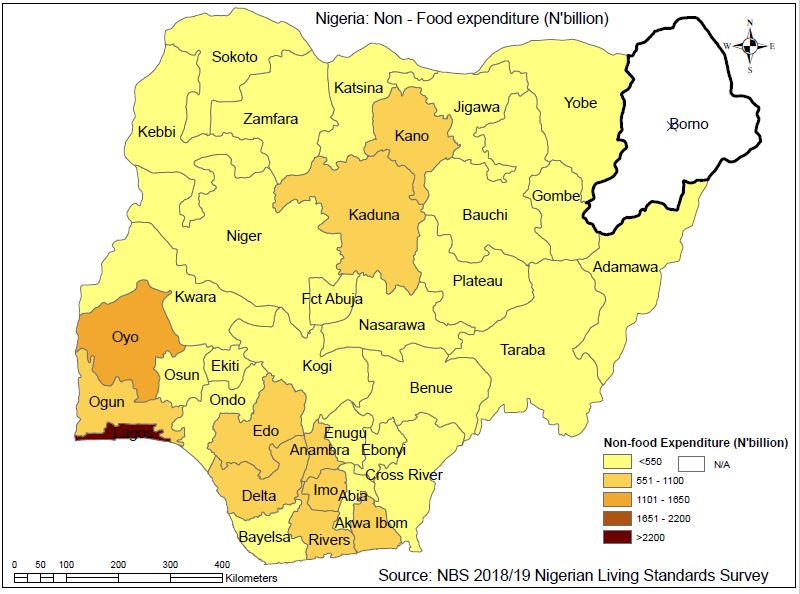 Nigeria: Non - Food expenditure (N'billion)
N
W E
S
Sokoto
Katsina
Jigawa
Yobe
Borno
Kebbi
Zamfara
Kano
Gombe
Kaduna
Bauchi
Niger
Adamawa
Plateau
Kwara
Fct Abuja
Nasarawa
Oyo
Taraba
Osun
Ekiti
Kogi
Benue
Ogun
Ondo
Lagos
Edo
Enugu
Anambra
Ebonyi
Cross River
Delta
Imo
Abia
Akwa Ibom
Bayelsa
Rivers
Non-food Expenditure (N'billion)
<550
N/A
551 - 1100
1101 - 1650
1651 - 2200
>2200
0 50 100 200 300 400
Kilometers
Source: NBS 2018/19 Nigerian Living Standards Survey